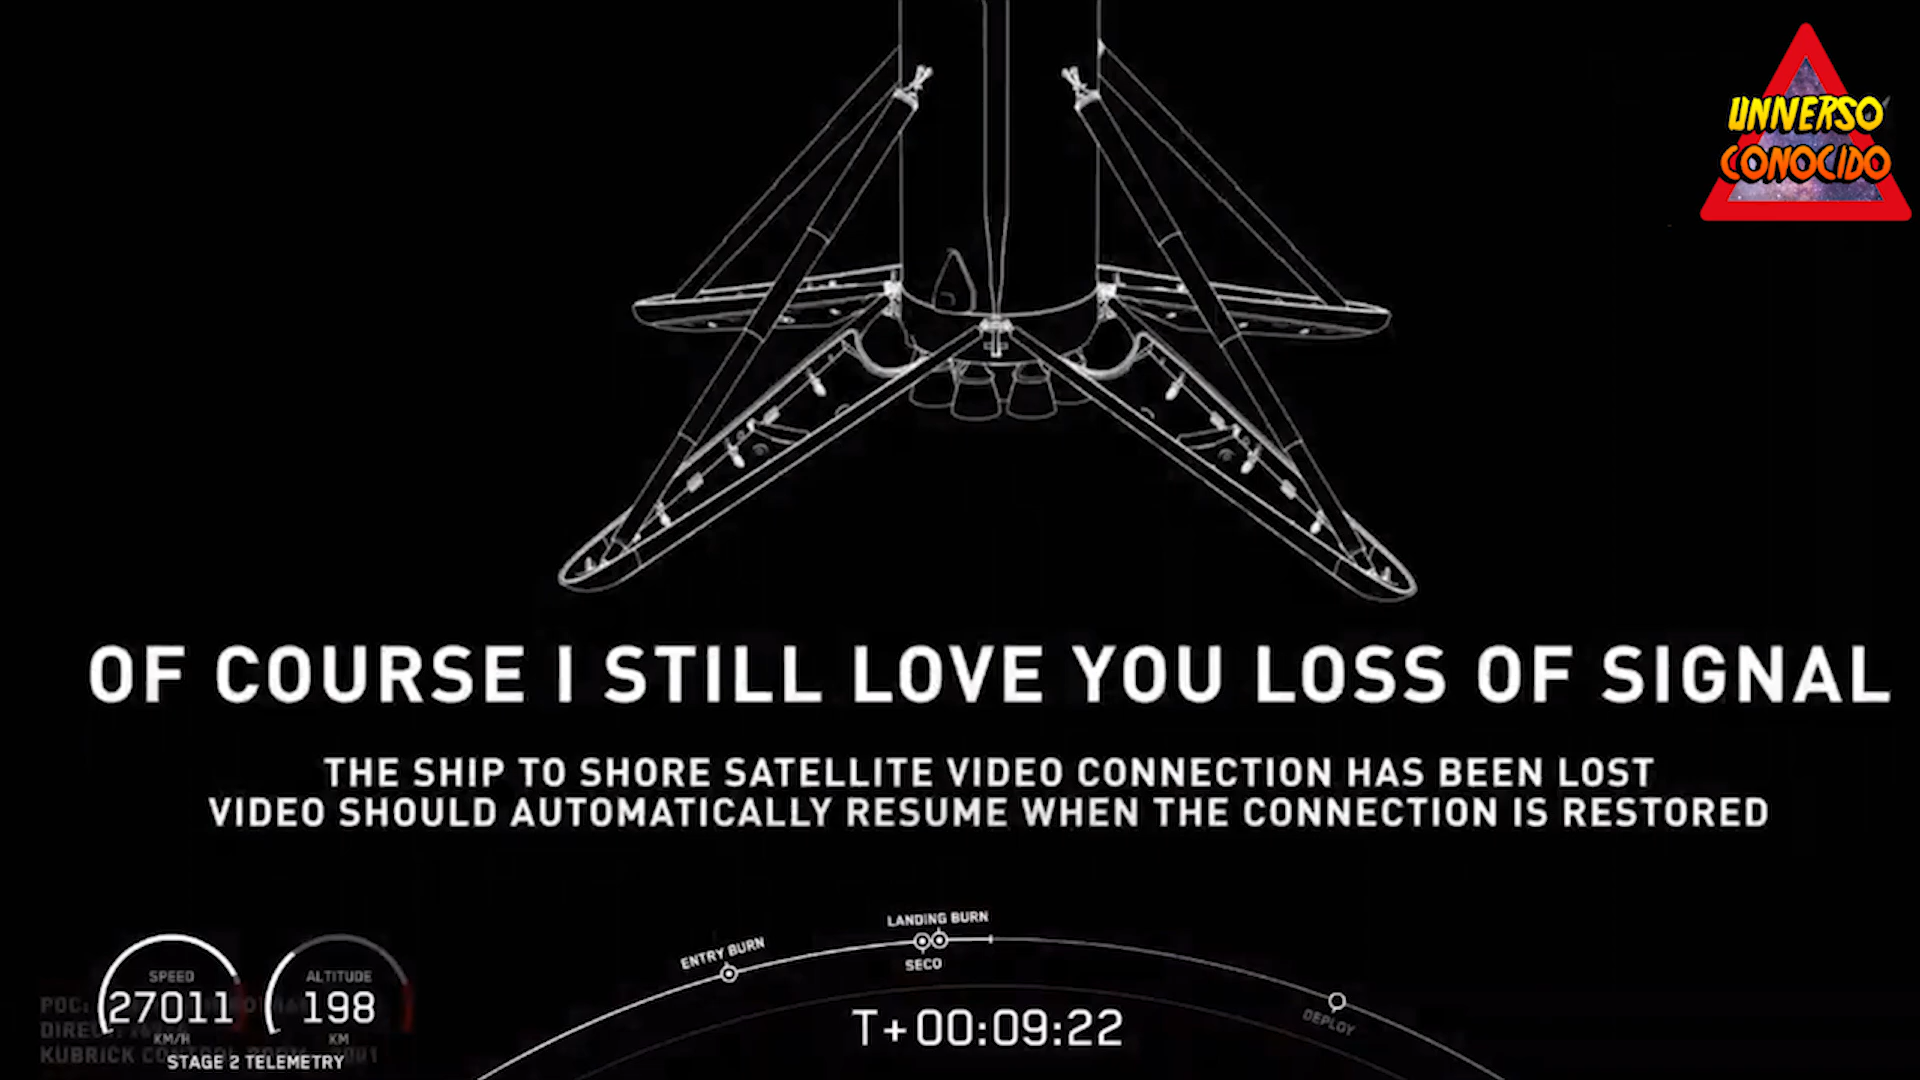 UNIVERSO
CONOCIDO
OF COURSE I STILL LOVE YOU LOSS OF SIGNAL
THE SHIP TO SHORE SATELLITE VIDEO CONNECTION HAS BEEN LOST
VIDEO SHOULD AUTOMATICALLY RESUME WHEN THE CONNECTION IS RESTORED
LANDING BURN
ENTRY BURN
SECO
DEPLOY
SPEED
27011
KM/H
ALTITUDE
198
KM
STAGE 2 TELEMETRY
T+00:09:22
KUBRICK